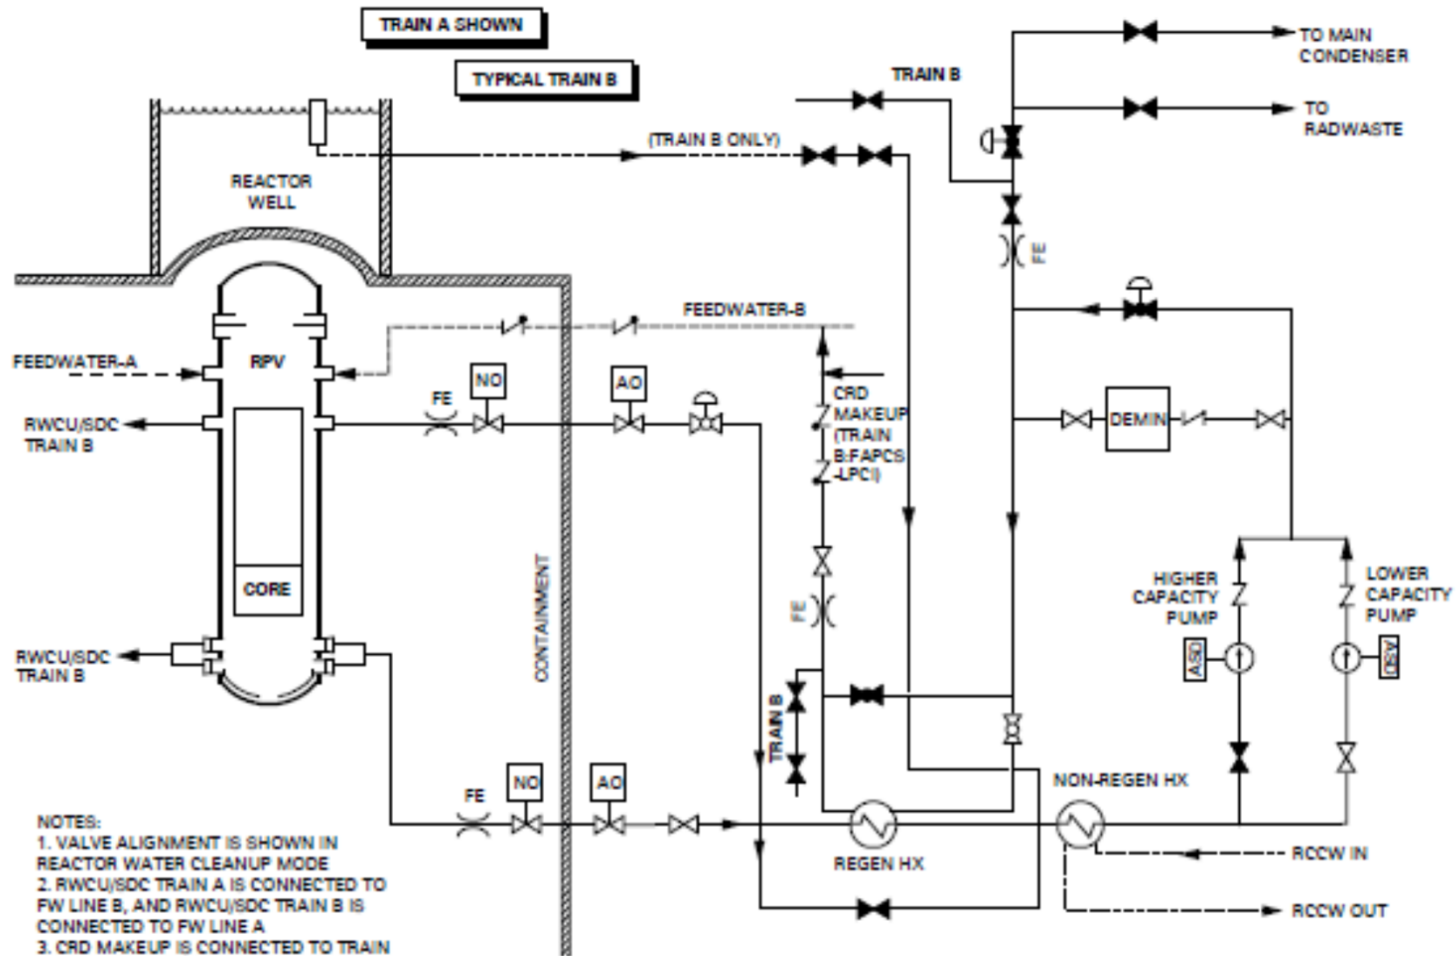 TRAIN A SHOWN
TYPICAL TRAIN B
TRAIN B
TO MAIN
CONDENSER
TO
RADWASTE
(TRAIN B ONLY)
REACTOR
WELL
FE
FEEDWATER-B
FEEDWATER-A
RPV
NO
AO
FE
CRD
MAKEUP
(TRAIN
B:FAPCS
-LPCI)
RWCU/SDC
TRAIN B
DEMIN
CONTAINMENT
CORE
HIGHER
CAPACITY
PUMP
LOWER
CAPACITY
PUMP
FE
ASD
ASD
RWCU/SDC
TRAIN B
TRAIN B
NON-REGEN HX
FE
NO
AO
REGEN HX
RCCW IN
RCCW OUT
NOTES:
1. VALVE ALIGNMENT IS SHOWN IN
REACTOR WATER CLEANUP MODE
2. RWCU/SDC TRAIN A IS CONNECTED TO
FW LINE B, AND RWCU/SDC TRAIN B IS
CONNECTED TO FW LINE A
3. CRD MAKEUP IS CONNECTED TO TRAIN